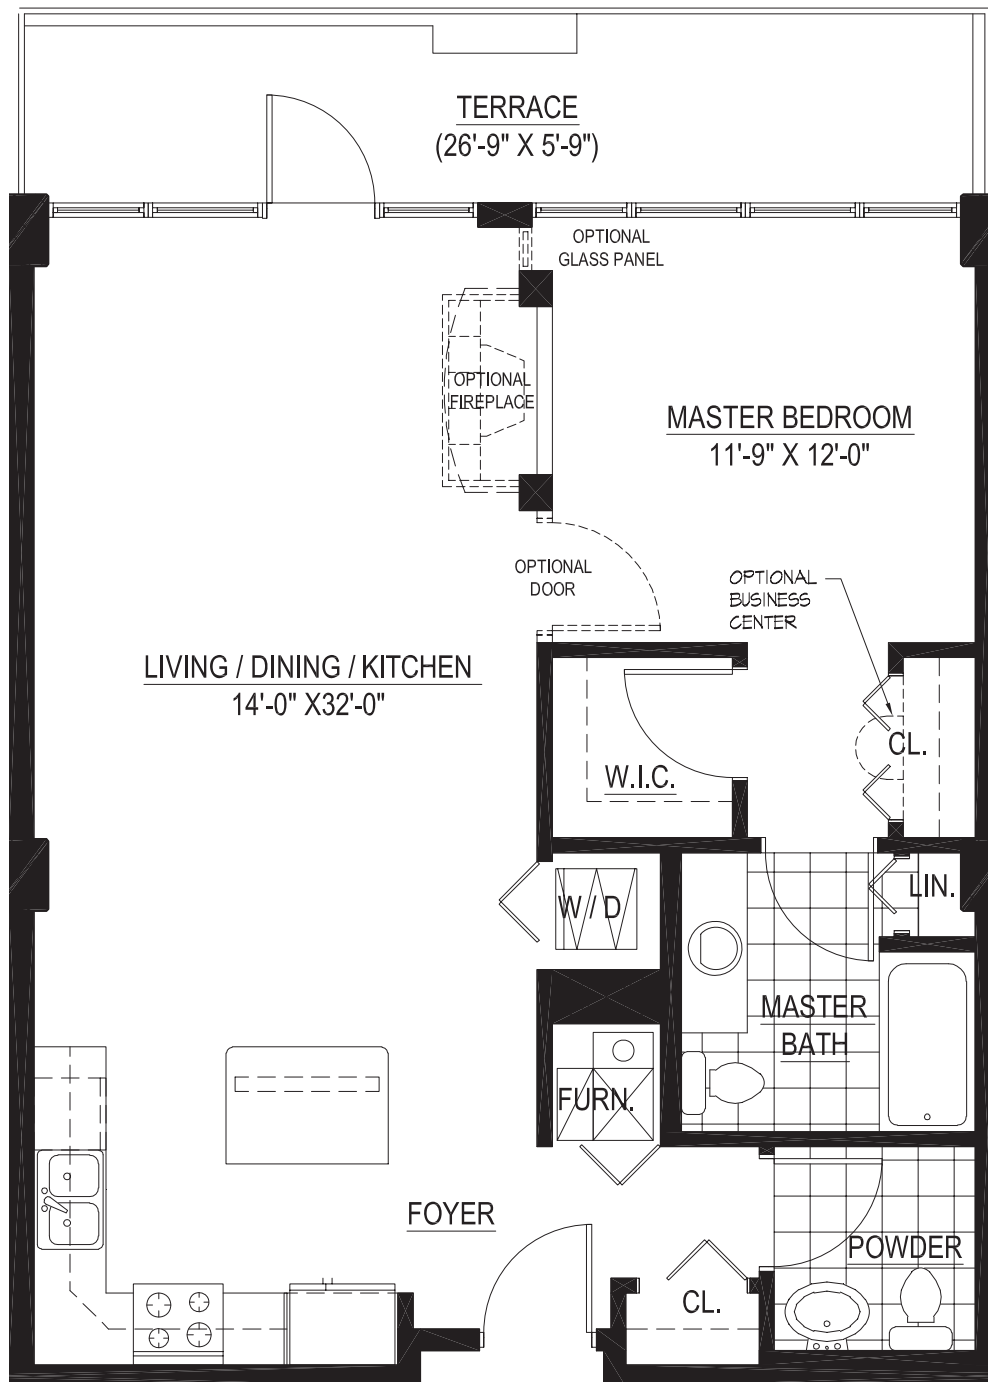 TERRACE
(26'-9" X 5'-9")
OPTIONAL
GLASS PANEL
OPTIONAL
FIREPLACE
MASTER BEDROOM
11'-9" X 12'-0"
OPTIONAL
DOOR
OPTIONAL
BUSINESS
CENTER
LIVING / DINING / KITCHEN
14'-0" X32'-0"
CL.
W.I.C.
W / D
LIN.
MASTER
BATH
FURN.
FOYER
POWDER
CL.